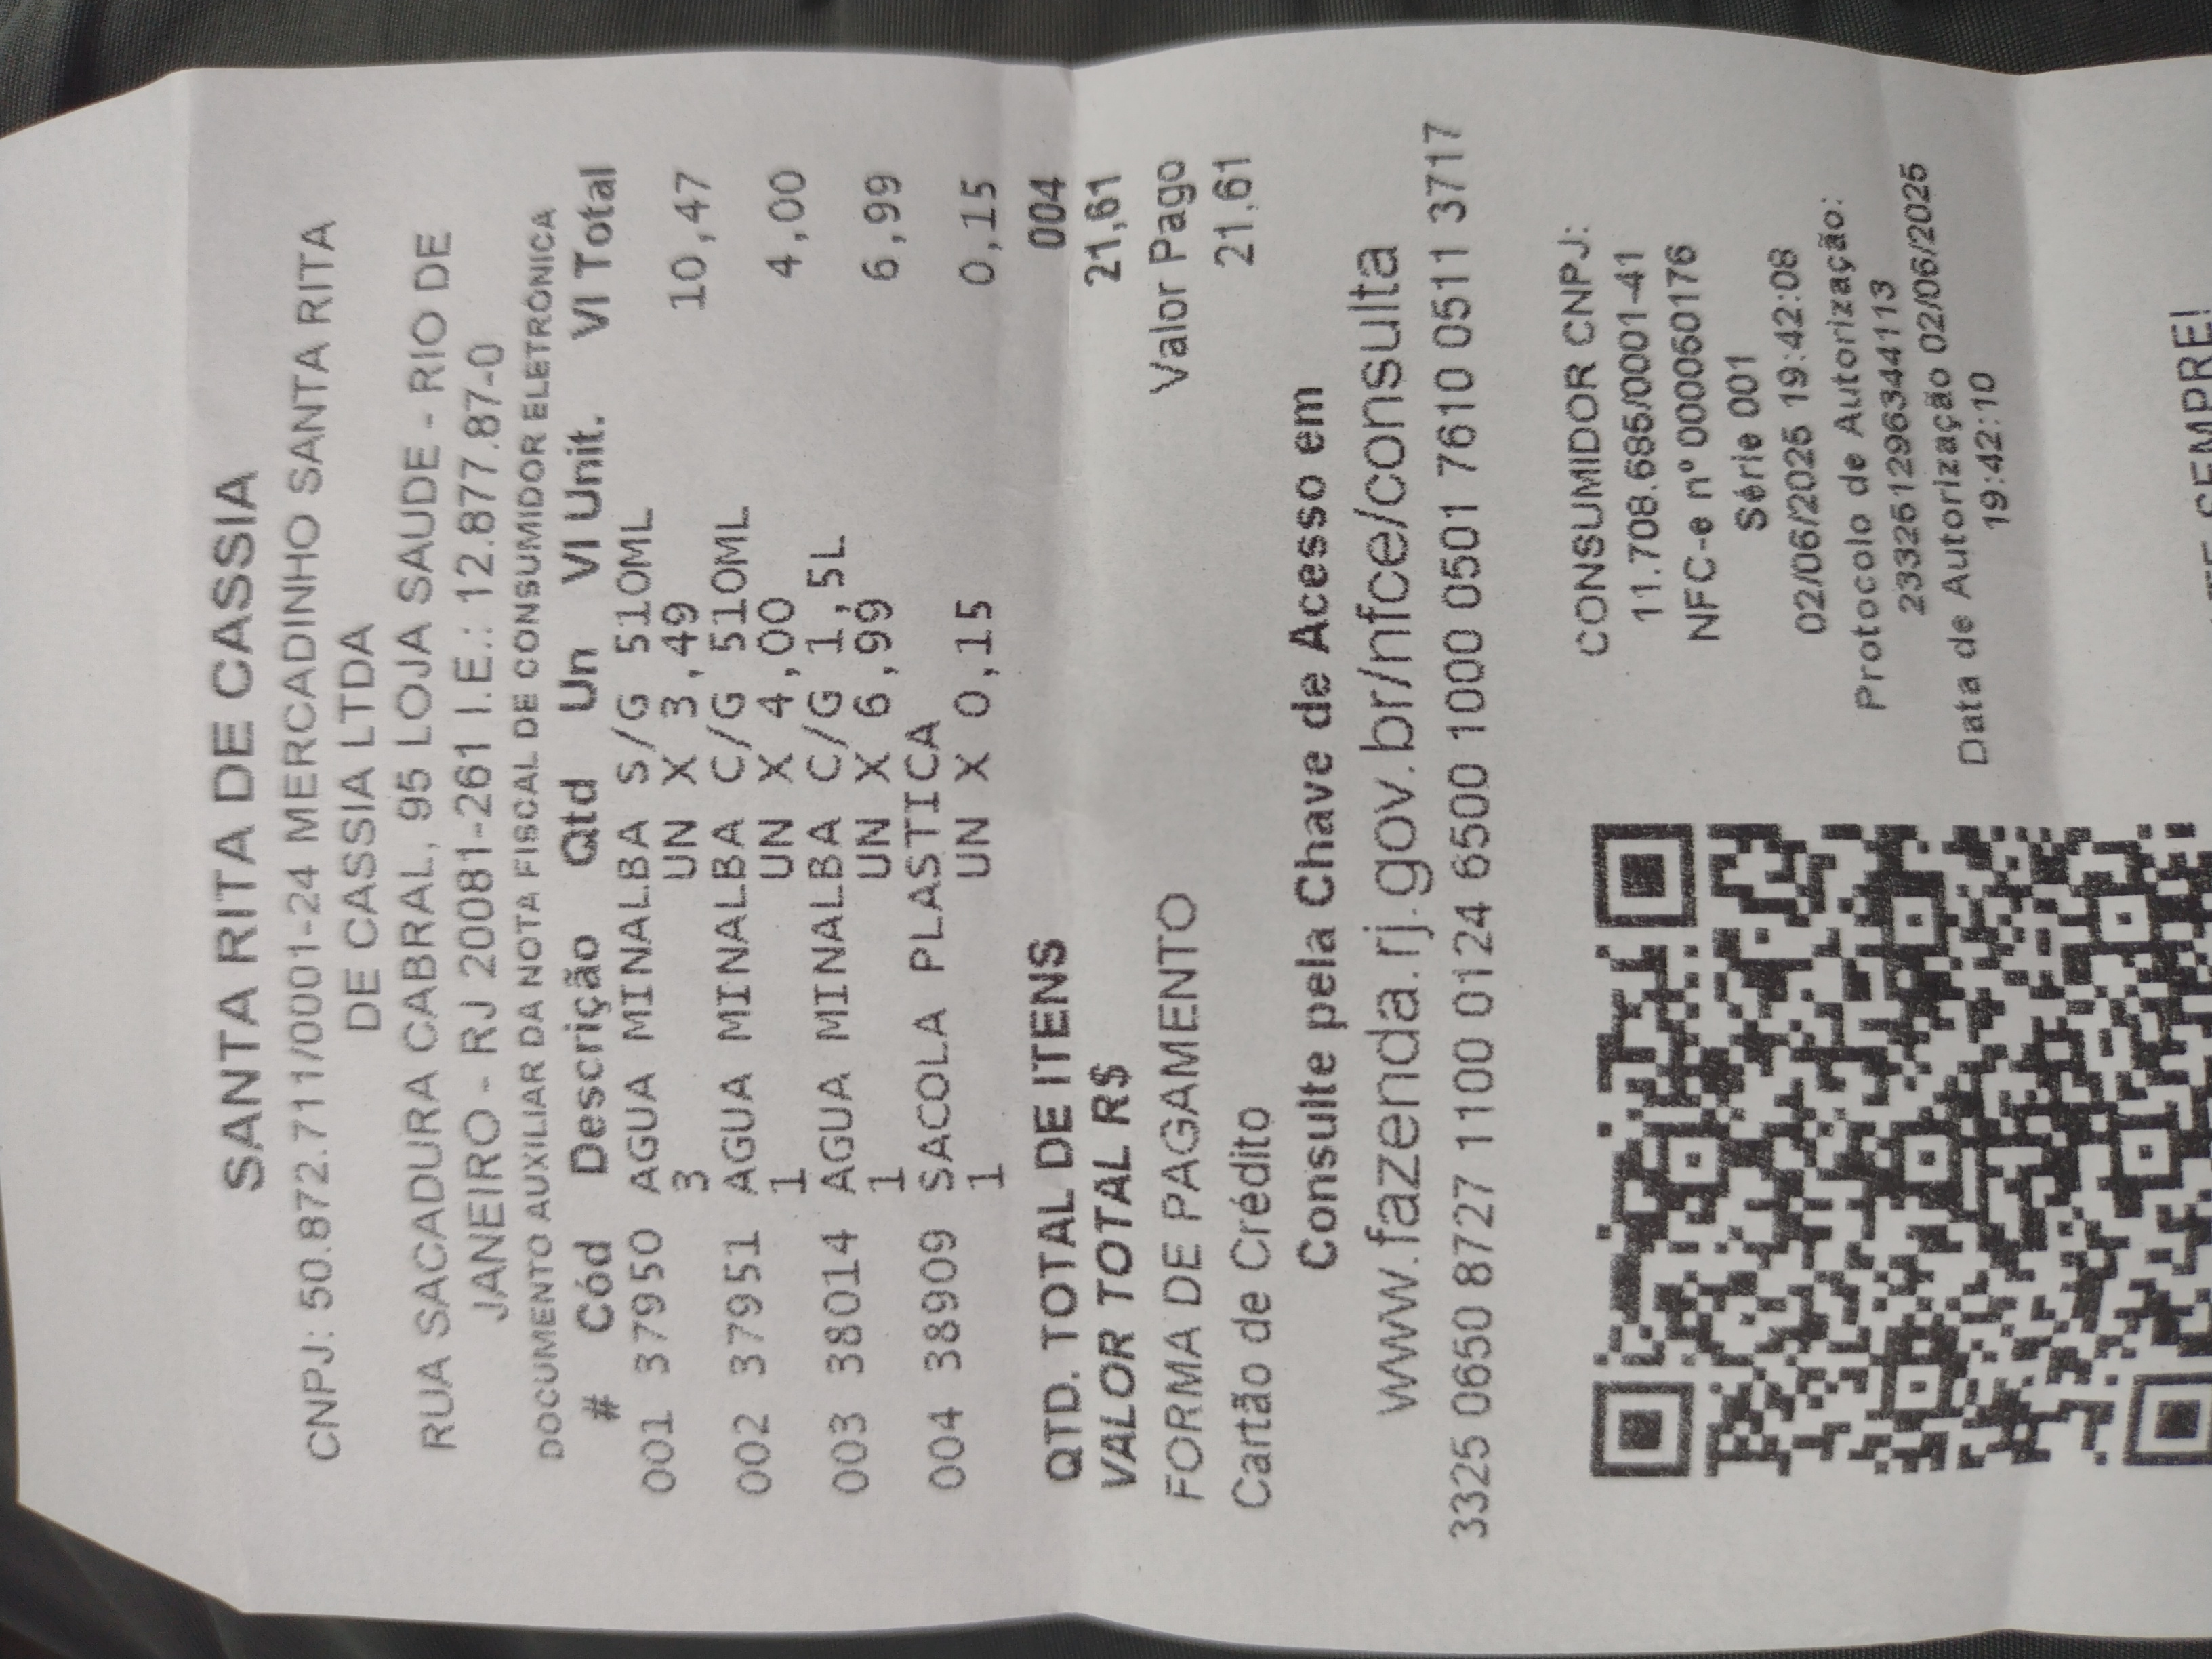 SANTA RITA DE CASSIA
CNPJ: 50.872.711/0001-24 MERCADINHO SANTA RITA
DE CASSIA LTDA
RUA SACADURA CABRAL, 95 LOJA SAUDE - RIO DE
JANEIRO - RJ 20081-261 I.E.: 12.877.87-0
DOCUMENTO AUXILIAR DA NOTA FISCAL DE CONSUMIDOR ELETRÔNICA
# Cód Descrição Qtd Un Vl Unit. Vl Total
001 37950 AGUA MINALBA S/G 510ML
3 UN X 3,49 10,47
002 37951 AGUA MINALBA C/G 510ML
1 UN X 4,00 4,00
003 38014 AGUA MINALBA C/G 1,5L
1 UN X 6,99 6,99
004 38909 SACOLA PLASTICA
1 UN X 0,15 0,15
QTD. TOTAL DE ITENS 004
VALOR TOTAL R$ 21,61
FORMA DE PAGAMENTO Valor Pago
Cartão de Crédito 21,61
Consulte pela Chave de Acesso em
www.fazenda.rj.gov.br/nfce/consulta
3325 0650 8727 1100 0124 6500 1000 0501 7610 0511 3717
CONSUMIDOR CNPJ:
11.708.685/0001-41
NFC-e nº 000050176
Série 001
02/06/2025 19:42:08
Protocolo de Autorização:
233251296344113
Data de Autorização 02/06/2025
19:42:10
SEMPRE!